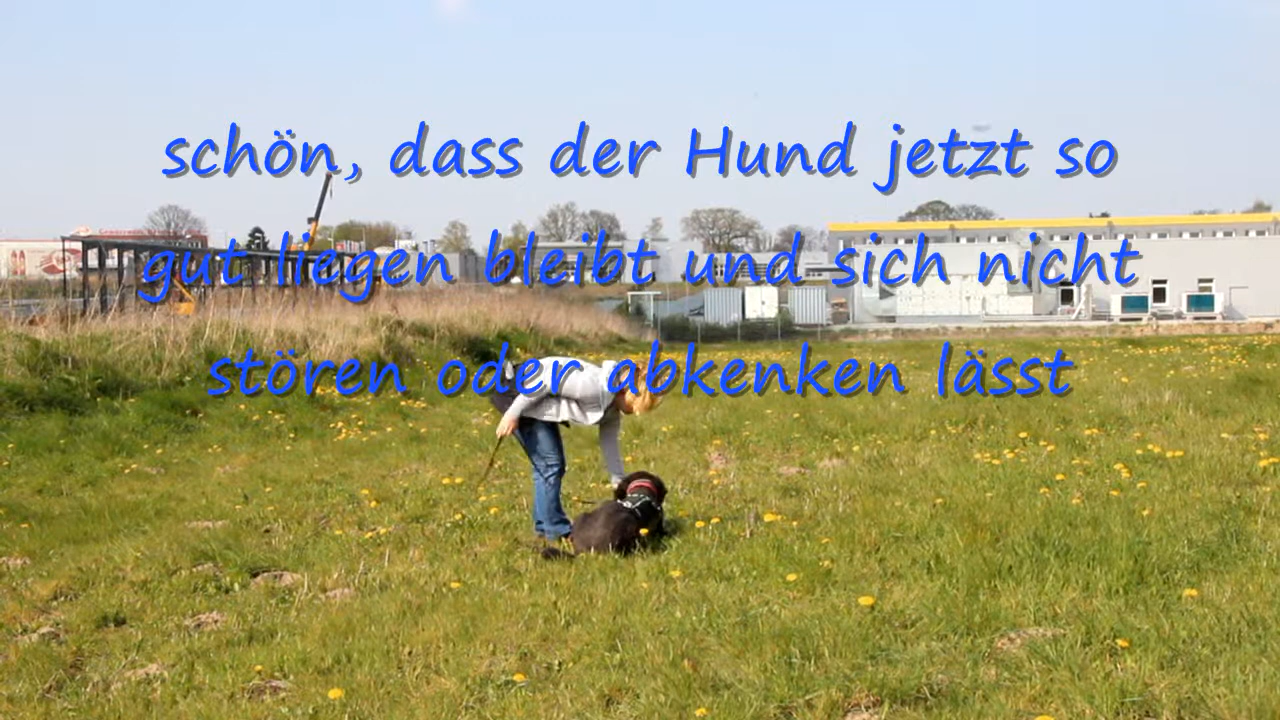 schön, dass der Hund jetzt so
gut liegen bleibt und sich nicht
stören oder abkenken lässt